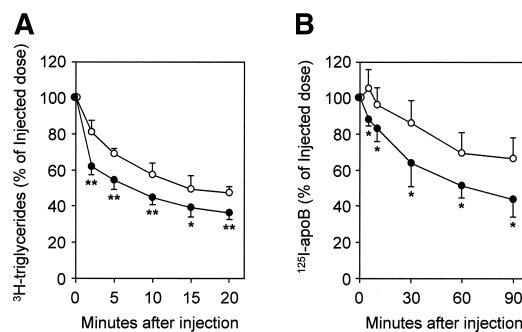 A
120
100
80
60
40
20
0
³H-triglycerides (% of Injected dose)
** ** ** * **
0 5 10 15 20
Minutes after injection
B
120
100
80
60
40
20
0
¹²⁵I-apoB (% of Injected dose)
* * * * *
0 30 60 90
Minutes after injection